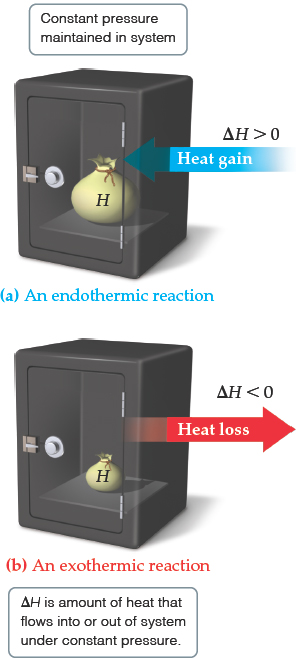 Constant pressure
maintained in system
ΔH > 0
Heat gain
H
(a) An endothermic reaction
ΔH < 0
Heat loss
H
(b) An exothermic reaction
ΔH is amount of heat that
flows into or out of system
under constant pressure.